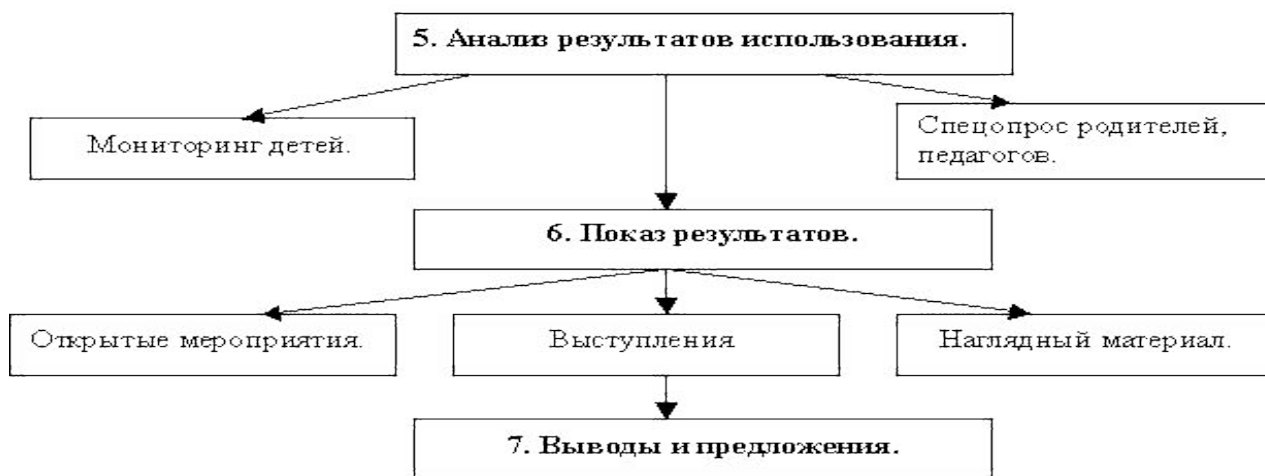 5. Анализ результатов использования.
Мониторинг детей.
Спецопрос родителей,
педагогов.
6. Показ результатов.
Открытые мероприятия.
Выступления
Наглядный материал.
7. Выводы и предложения.